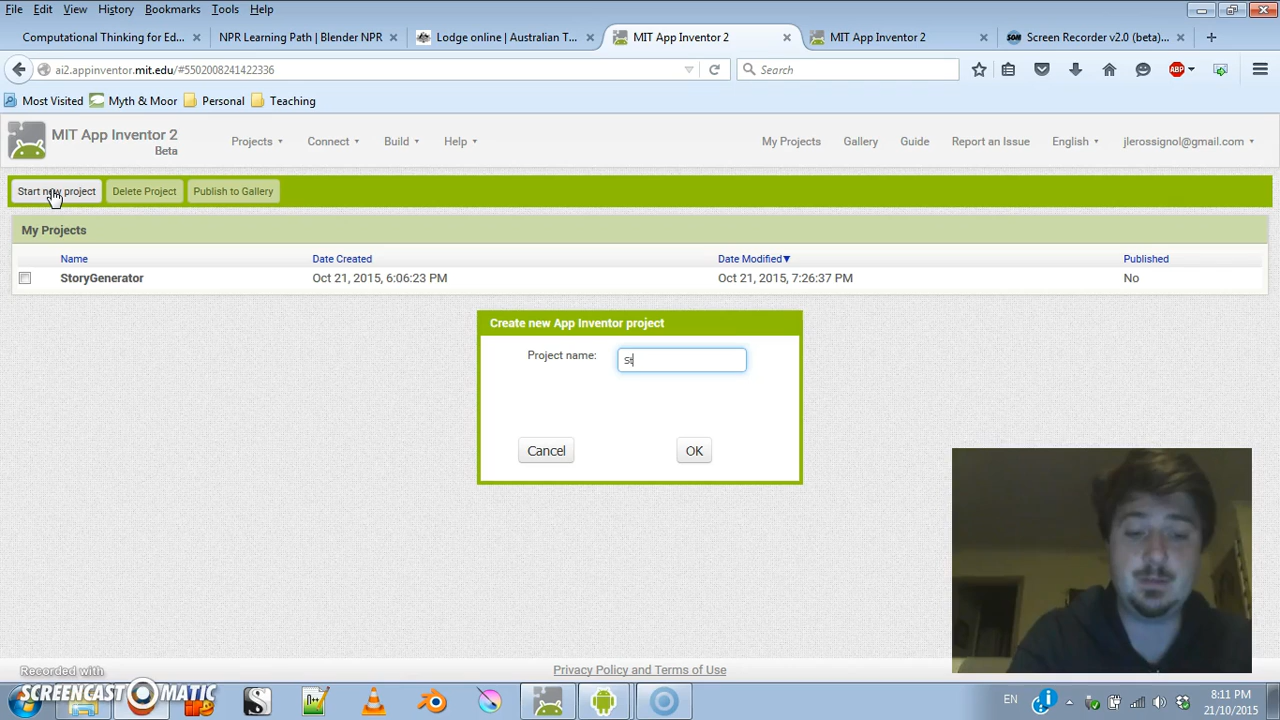 File Edit View History Bookmarks Tools Help
Computational Thinking for Ed... × NPR Learning Path | Blender NPR × Lodge online | Australian T... × MIT App Inventor 2 × MIT App Inventor 2 × Screen Recorder v2.0 (beta)... × +
ai2.appinventor.mit.edu/#5502008241422336 Search ABP
Most Visited Myth & Moor Personal Teaching
MIT App Inventor 2
Beta
Projects Connect Build Help My Projects Gallery Guide Report an Issue English jlerossignol@gmail.com
Start new project Delete Project Publish to Gallery
My Projects
Name Date Created Date Modified▼ Published
StoryGenerator Oct 21, 2015, 6:06:23 PM Oct 21, 2015, 7:26:37 PM No
Create new App Inventor project
Project name: St
Cancel OK
Privacy Policy and Terms of Use
Recorded with
SCREENCAST-O-MATIC
EN 8:11 PM
21/10/2015